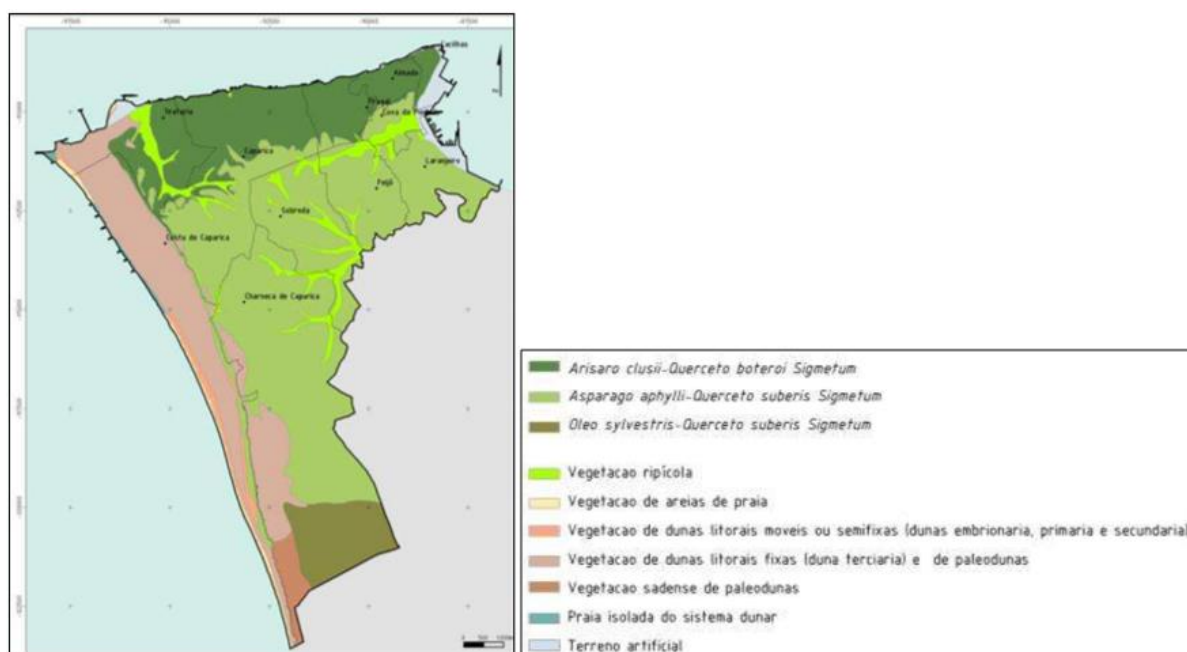 Cacilhas
Almada
Trafaria
Pragal
Cova da
Caparica
Laranjeiro
Feijó
Sobreda
Costa de Caparica
Charneca de Caparica
Arisaro clusii-Querceto boteroi Sigmetum
Asparago aphylli-Querceto suberis Sigmetum
Oleo sylvestris-Querceto suberis Sigmetum
Vegetacao ripícola
Vegetacao de areias de praia
Vegetacao de dunas litorais moveis ou semifixas (dunas embrionaria, primaria e secundaria)
Vegetacao de dunas litorais fixas (duna terciaria) e de paleodunas
Vegetacao sadense de paleodunas
Praia isolada do sistema dunar
Terreno artificial